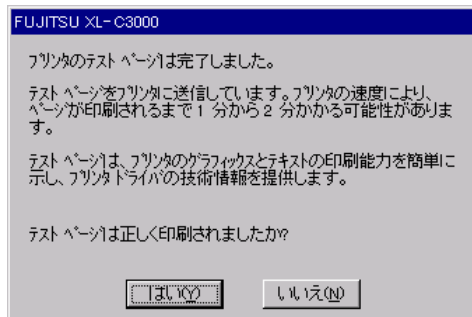 FUJITSU XL-C3000
プリンタのテスト ページは完了しました。
テスト ページをプリンタに送信しています。プリンタの速度により、
ページが印刷されるまで 1 分から 2 分かかる可能性がありま
す。
テスト ページは、プリンタのグラフィックスとテキストの印刷能力を簡単に
示し、プリンタ ドライバの技術情報を提供します。
テスト ページは正しく印刷されましたか?
はい(Y)
いいえ(N)